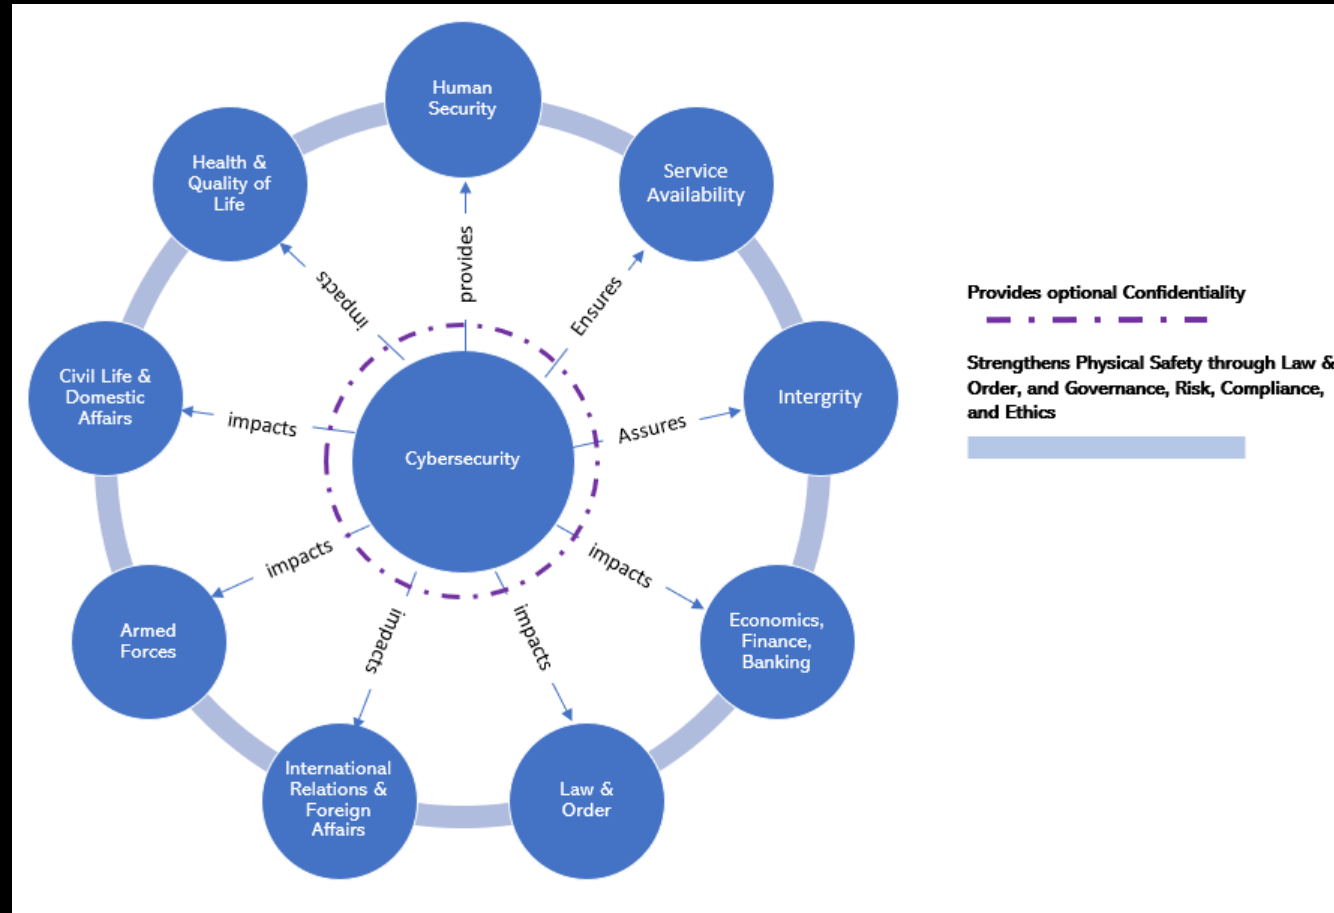 Human
Security
Service
Availability
Intergrity
Economics,
Finance,
Banking
Law &
Order
International
Relations &
Foreign
Affairs
Armed
Forces
Civil Life &
Domestic
Affairs
Health &
Quality of
Life
Cybersecurity
provides
Ensures
Assures
impacts
impacts
impacts
impacts
impacts
impacts
Provides optional Confidentiality
Strengthens Physical Safety through Law &
Order, and Governance, Risk, Compliance,
and Ethics